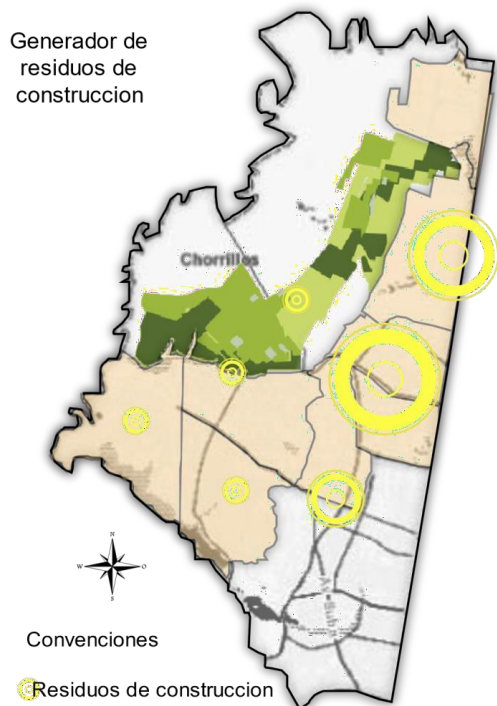 Generador de
residuos de
construccion
Chorrillos
N
W
O
S
Convenciones
Residuos de construccion